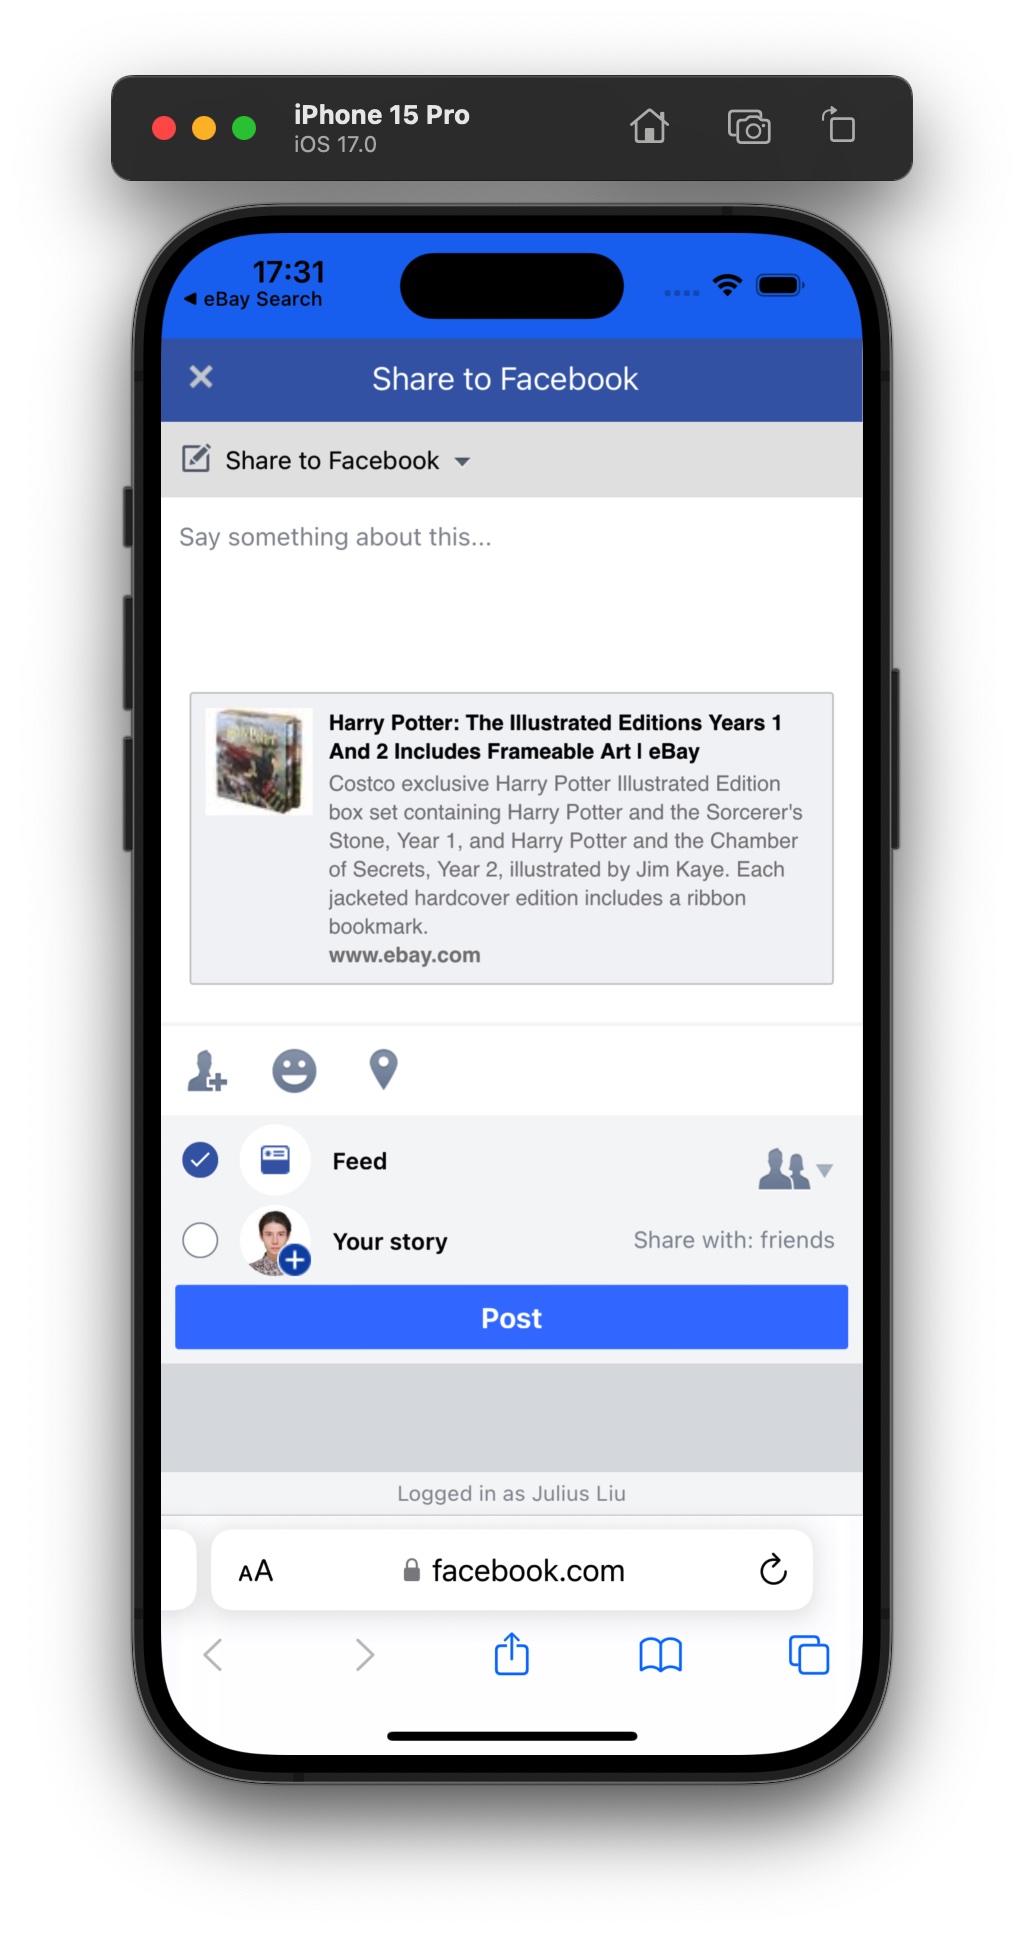 iPhone 15 Pro
iOS 17.0
17:31
eBay Search
Share to Facebook
Share to Facebook
Say something about this...
Harry Potter: The Illustrated Editions Years 1
And 2 Includes Frameable Art | eBay
Costco exclusive Harry Potter Illustrated Edition
box set containing Harry Potter and the Sorcerer's
Stone, Year 1, and Harry Potter and the Chamber
of Secrets, Year 2, illustrated by Jim Kaye. Each
jacketed hardcover edition includes a ribbon
bookmark.
www.ebay.com
Feed
Your story
Share with: friends
Post
Logged in as Julius Liu
AA
facebook.com